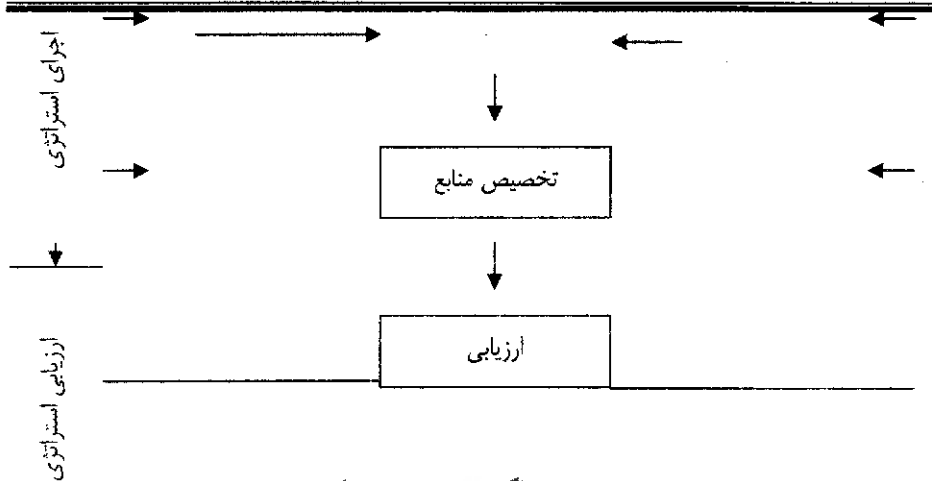 اجرای استراتژی
تخصیص منابع
ارزیابی
ارزیابی استراتژی